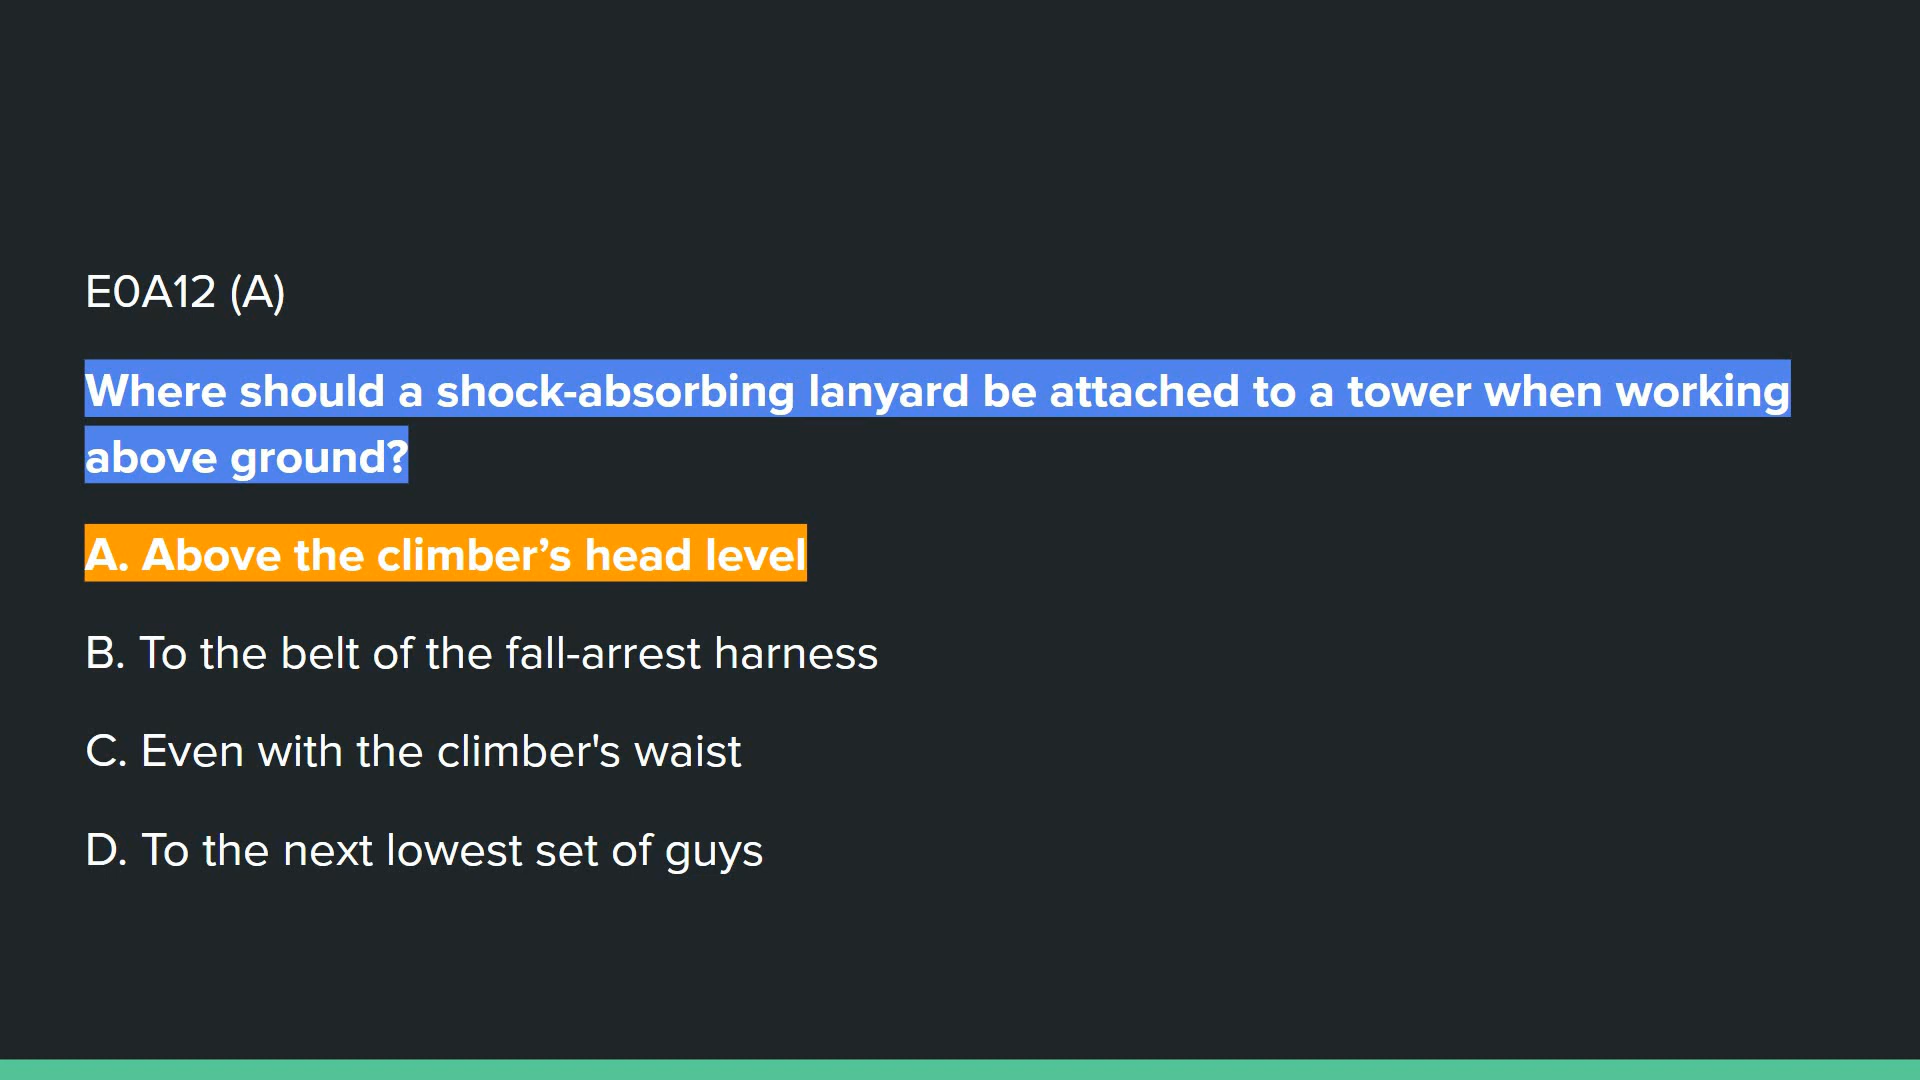 E0A12 (A)
Where should a shock-absorbing lanyard be attached to a tower when working
above ground?
A. Above the climber’s head level
B. To the belt of the fall-arrest harness
C. Even with the climber's waist
D. To the next lowest set of guys